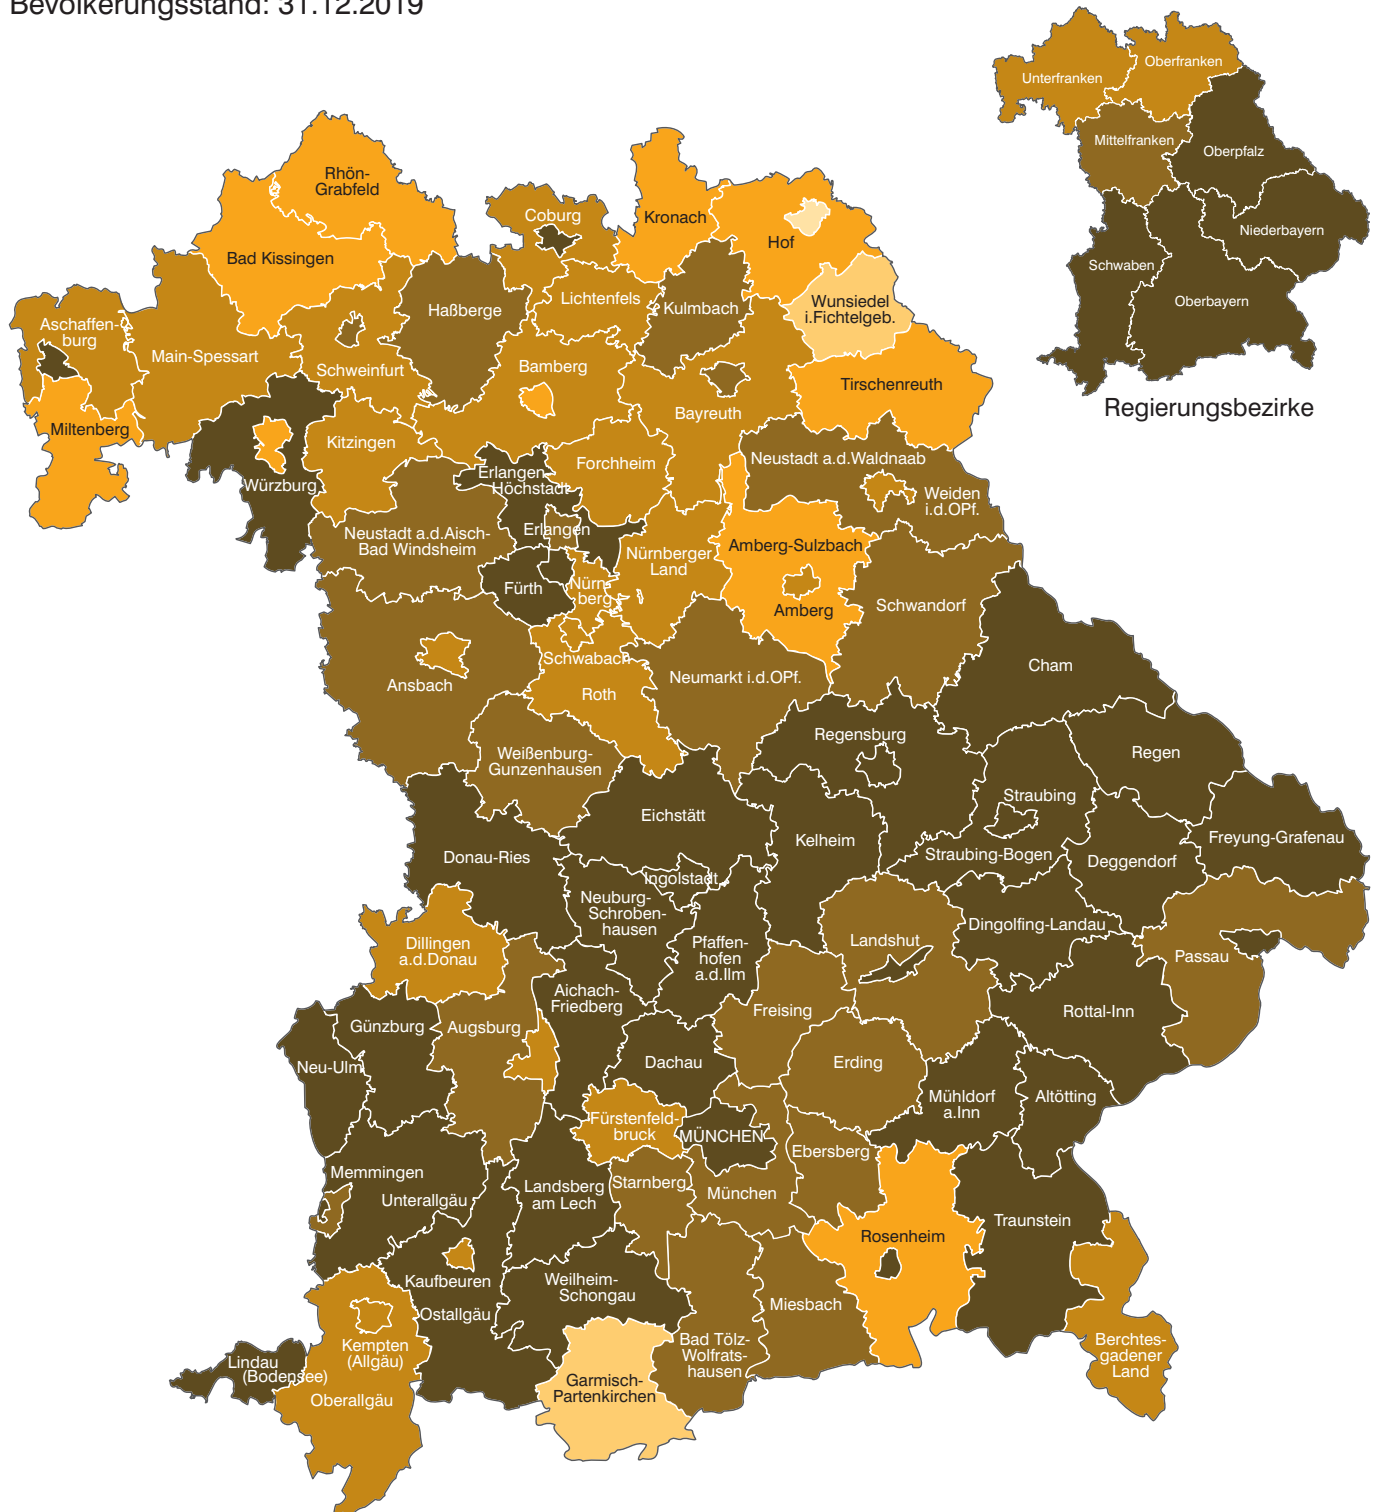 Bevölkerungsstand: 31.12.2019
Unterfranken
Oberfranken
Mittelfranken
Oberpfalz
Niederbayern
Schwaben
Oberbayern
Regierungsbezirke
Rhön-
Grabfeld
Bad Kissingen
Coburg
Kronach
Hof
Wunsiedel
i.Fichtelgeb.
Aschaffen-
burg
Main-Spessart
Haßberge
Lichtenfels
Kulmbach
Schweinfurt
Bamberg
Tirschenreuth
Bayreuth
Miltenberg
Kitzingen
Würzburg
Forchheim
Erlangen-
Höchstadt
Neustadt a.d.Waldnaab
Weiden
i.d.OPf.
Neustadt a.d.Aisch-
Bad Windsheim
Erlangen
Nürnberger
Land
Amberg-Sulzbach
Fürth
Nürn-
berg
Amberg
Schwandorf
Schwabach
Ansbach
Roth
Neumarkt i.d.OPf.
Cham
Regensburg
Weißenburg-
Gunzenhausen
Regen
Straubing
Eichstätt
Kelheim
Freyung-Grafenau
Donau-Ries
Straubing-Bogen
Deggendorf
Ingolstadt
Neuburg-
Schroben-
hausen
Dingolfing-Landau
Dillingen
a.d.Donau
Pfaffen-
hofen
a.d.Ilm
Landshut
Passau
Aichach-
Friedberg
Freising
Rottal-Inn
Günzburg
Augsburg
Neu-Ulm
Dachau
Erding
Mühldorf
a.Inn
Altötting
Fürstenfeld-
bruck
MÜNCHEN
Ebersberg
Memmingen
Unterallgäu
Landsberg
am Lech
Starnberg
München
Traunstein
Rosenheim
Kaufbeuren
Ostallgäu
Weilheim-
Schongau
Miesbach
Kempten
(Allgäu)
Bad Tölz-
Wolfrats-
hausen
Berchtes-
gadener
Land
Lindau
(Bodensee)
Oberallgäu
Garmisch-
Partenkirchen